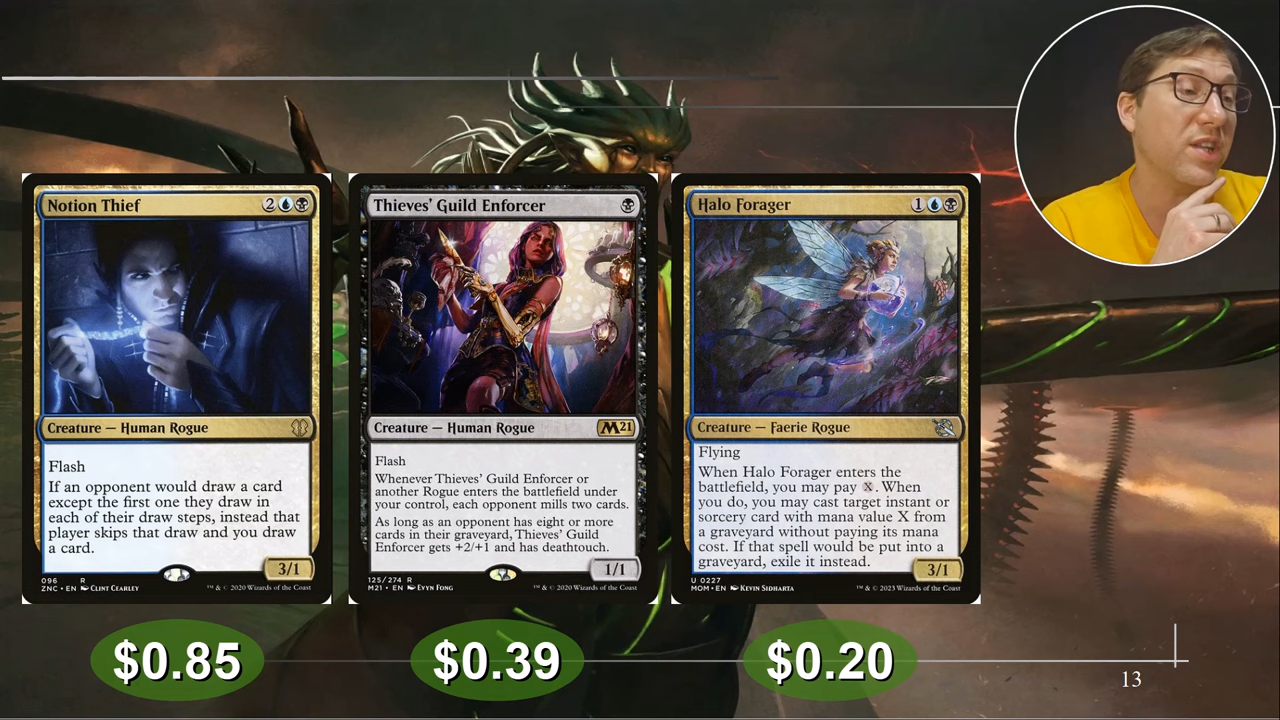 Notion Thief 2
Creature — Human Rogue
Flash
If an opponent would draw a card
except the first one they draw in
each of their draw steps, instead that
player skips that draw and you draw
a card.
3/1
096 R
ZNC • EN CLINT CEARLEY ™ & © 2020 Wizards of the Coast
$0.85
Thieves' Guild Enforcer
Creature — Human Rogue M21
Flash
Whenever Thieves' Guild Enforcer or
another Rogue enters the battlefield under
your control, each opponent mills two cards.
As long as an opponent has eight or more
cards in their graveyard, Thieves' Guild
Enforcer gets +2/+1 and has deathtouch.
1/1
125/274 R
M21 • EN EVYN FONG ™ & © 2020 Wizards of the Coast
$0.39
Halo Forager 1
Creature — Faerie Rogue
Flying
When Halo Forager enters the
battlefield, you may pay X. When
you do, you may cast target instant or
sorcery card with mana value X from
a graveyard without paying its mana
cost. If that spell would be put into a
graveyard, exile it instead.
3/1
U 0227
MOM • EN KEVIN SIDHARTA ™ & © 2023 Wizards of the Coast
$0.20
13